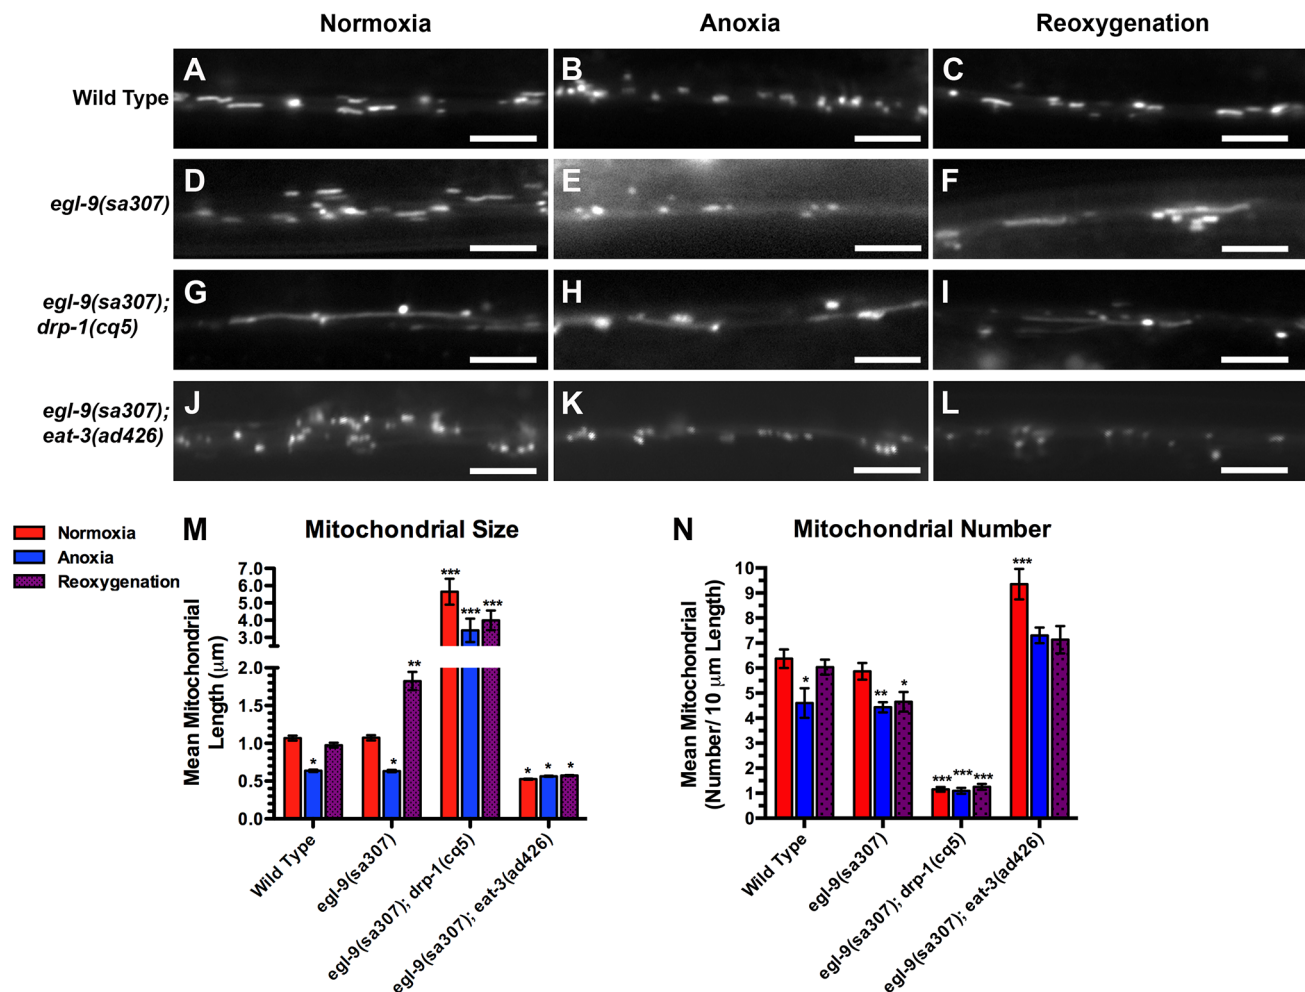 Normoxia Anoxia Reoxygenation
A B C
Wild Type
D E F
egl-9(sa307)
G H I
egl-9(sa307);
drp-1(cq5)
J K L
egl-9(sa307);
eat-3(ad426)
Normoxia
Anoxia
Reoxygenation
M Mitochondrial Size
Mean Mitochondrial
Length (μm)
7.0
6.0
5.0
4.0
3.0
2.0
1.5
1.0
0.5
0.0
*
*
**
***
***
***
* * *
Wild Type
egl-9(sa307)
egl-9(sa307); drp-1(cq5)
egl-9(sa307); eat-3(ad426)
N Mitochondrial Number
Mean Mitochondrial
(Number/ 10 μm Length)
10
9
8
7
6
5
4
3
2
1
0
*
**
*
*** *** ***
***
Wild Type
egl-9(sa307)
egl-9(sa307); drp-1(cq5)
egl-9(sa307); eat-3(ad426)